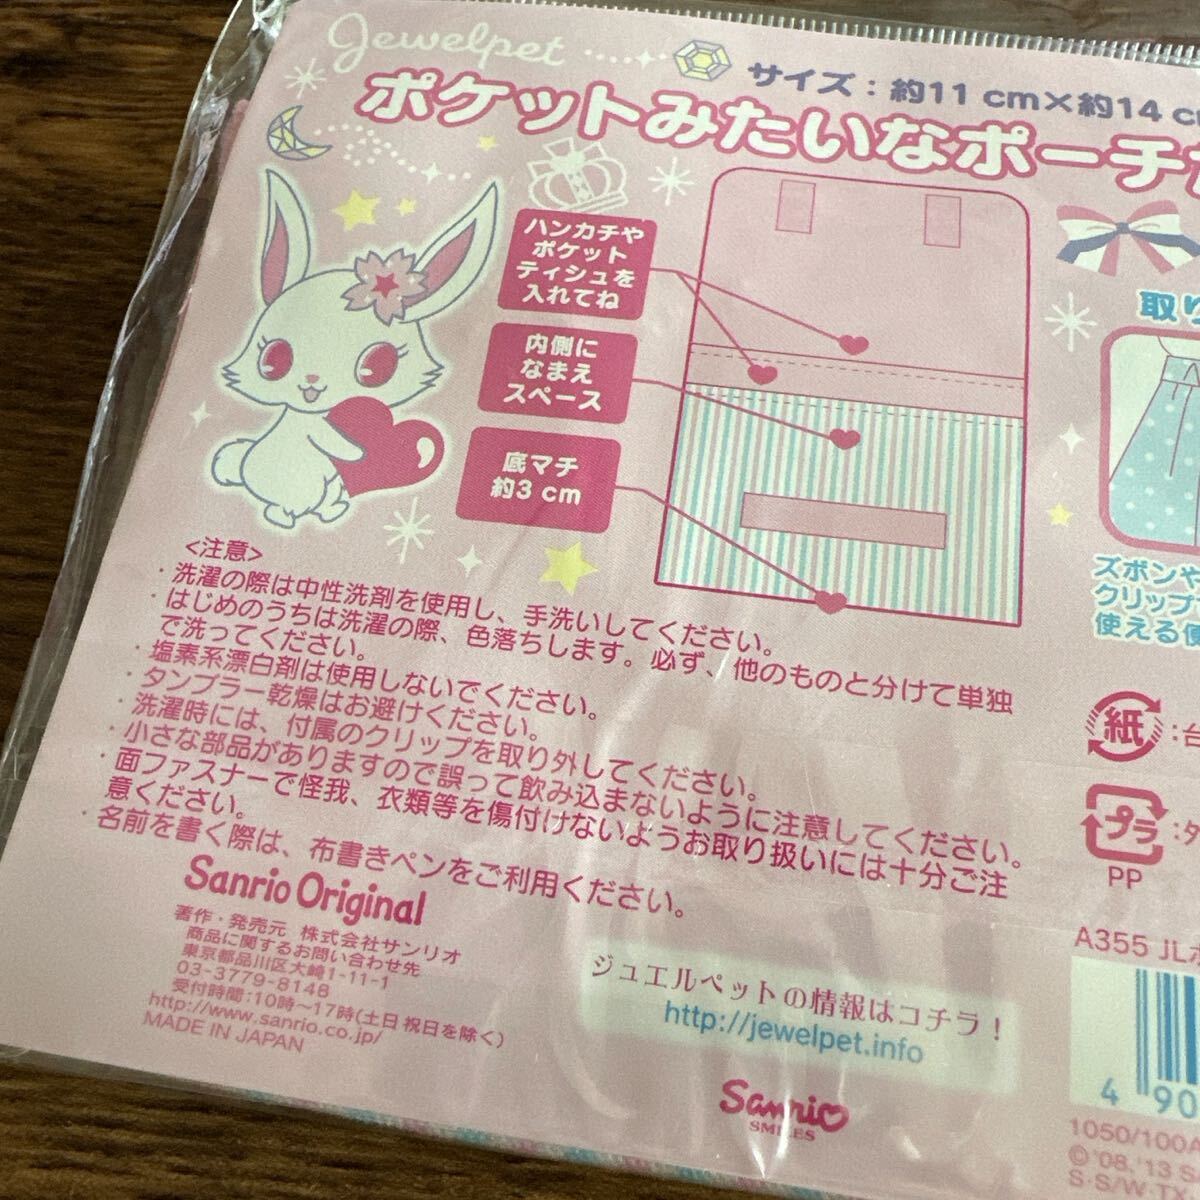 Jewelpet
サイズ：約11 cm×約14 c
ポケットみたいなポーチ
ハンカチや
ポケット
ティシュを
入れてね
内側に
なまえ
スペース
底マチ
約3 cm
取り
ズボンや
クリップ
使える便
<注意>
・洗濯の際は中性洗剤を使用し、手洗いしてください。
・はじめのうちは洗濯の際、色落ちします。必ず、他のものと分けて単独
で洗ってください。
・塩素系漂白剤は使用しないでください。
・タンブラー乾燥はお避けください。
・洗濯時には、付属のクリップを取り外してください。
・小さな部品がありますので誤って飲み込まないように注意してください。
・面ファスナーで怪我、衣類等を傷付けないようお取り扱いには十分ご注
意ください。
・名前を書く際は、布書きペンをご利用ください。
紙:台
プラ:外
PP
Sanrio Original
著作・発売元 株式会社サンリオ
商品に関するお問い合わせ先
東京都品川区大崎1-11-1
03-3779-8148
受付時間:10時～17時(土日祝日を除く)
http://www.sanrio.co.jp/
MADE IN JAPAN
ジュエルペットの情報はコチラ！
http://jewelpet.info
Sanrio
SMILES
A355 JLポ
4 90
1050/100A
©'08,'13 S
S·S/W, TX